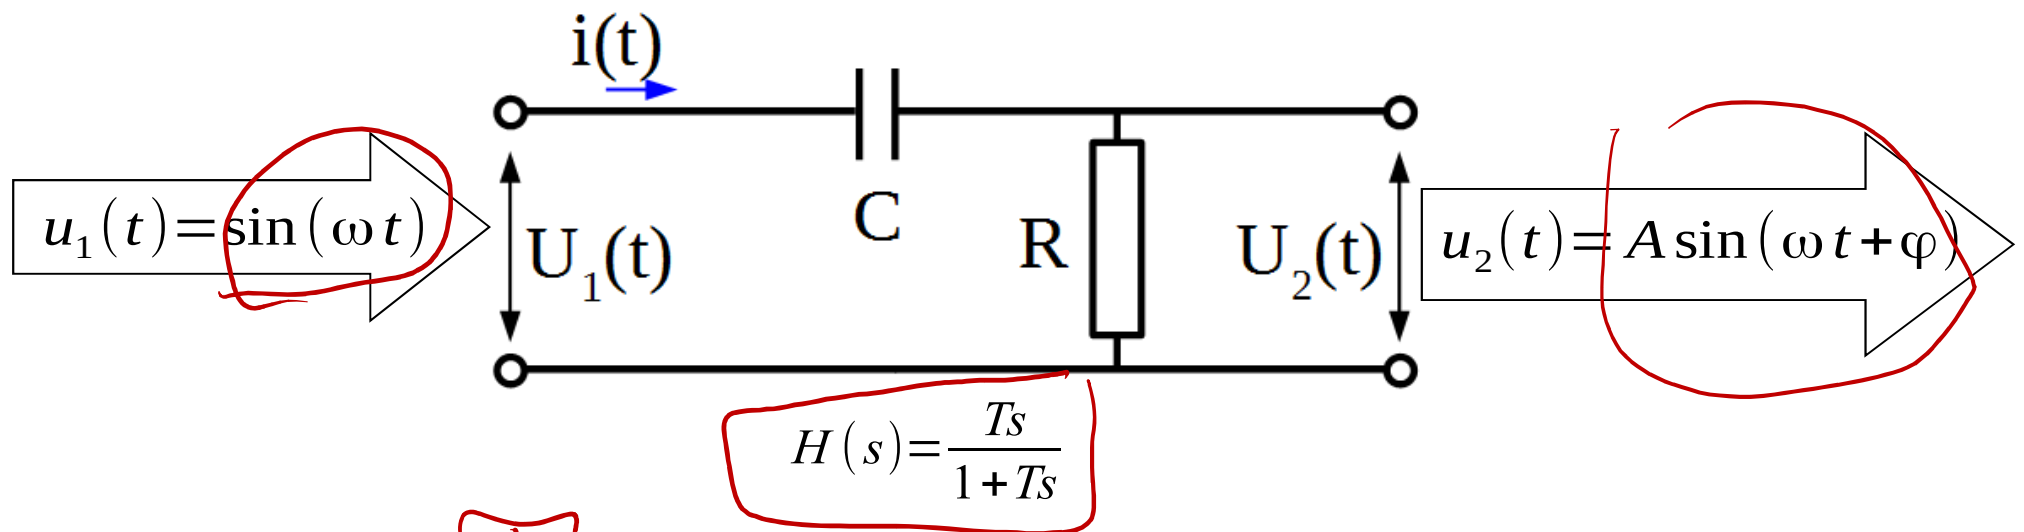 i(t)
u₁(t)=sin(ωt)
U₁(t)
C
R
U₂(t)
u₂(t)=A sin(ωt+φ)
H(s)=Ts/(1+Ts)